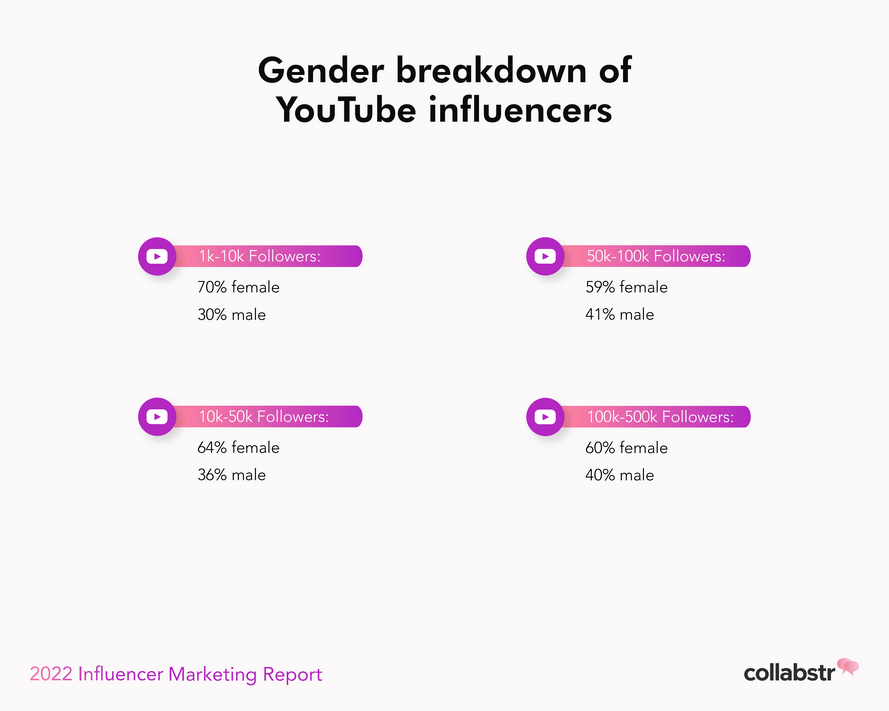 Gender breakdown of
YouTube influencers
1k-10k Followers:
70% female
30% male
50k-100k Followers:
59% female
41% male
10k-50k Followers:
64% female
36% male
100k-500k Followers:
60% female
40% male
2022 Influencer Marketing Report
collabstr